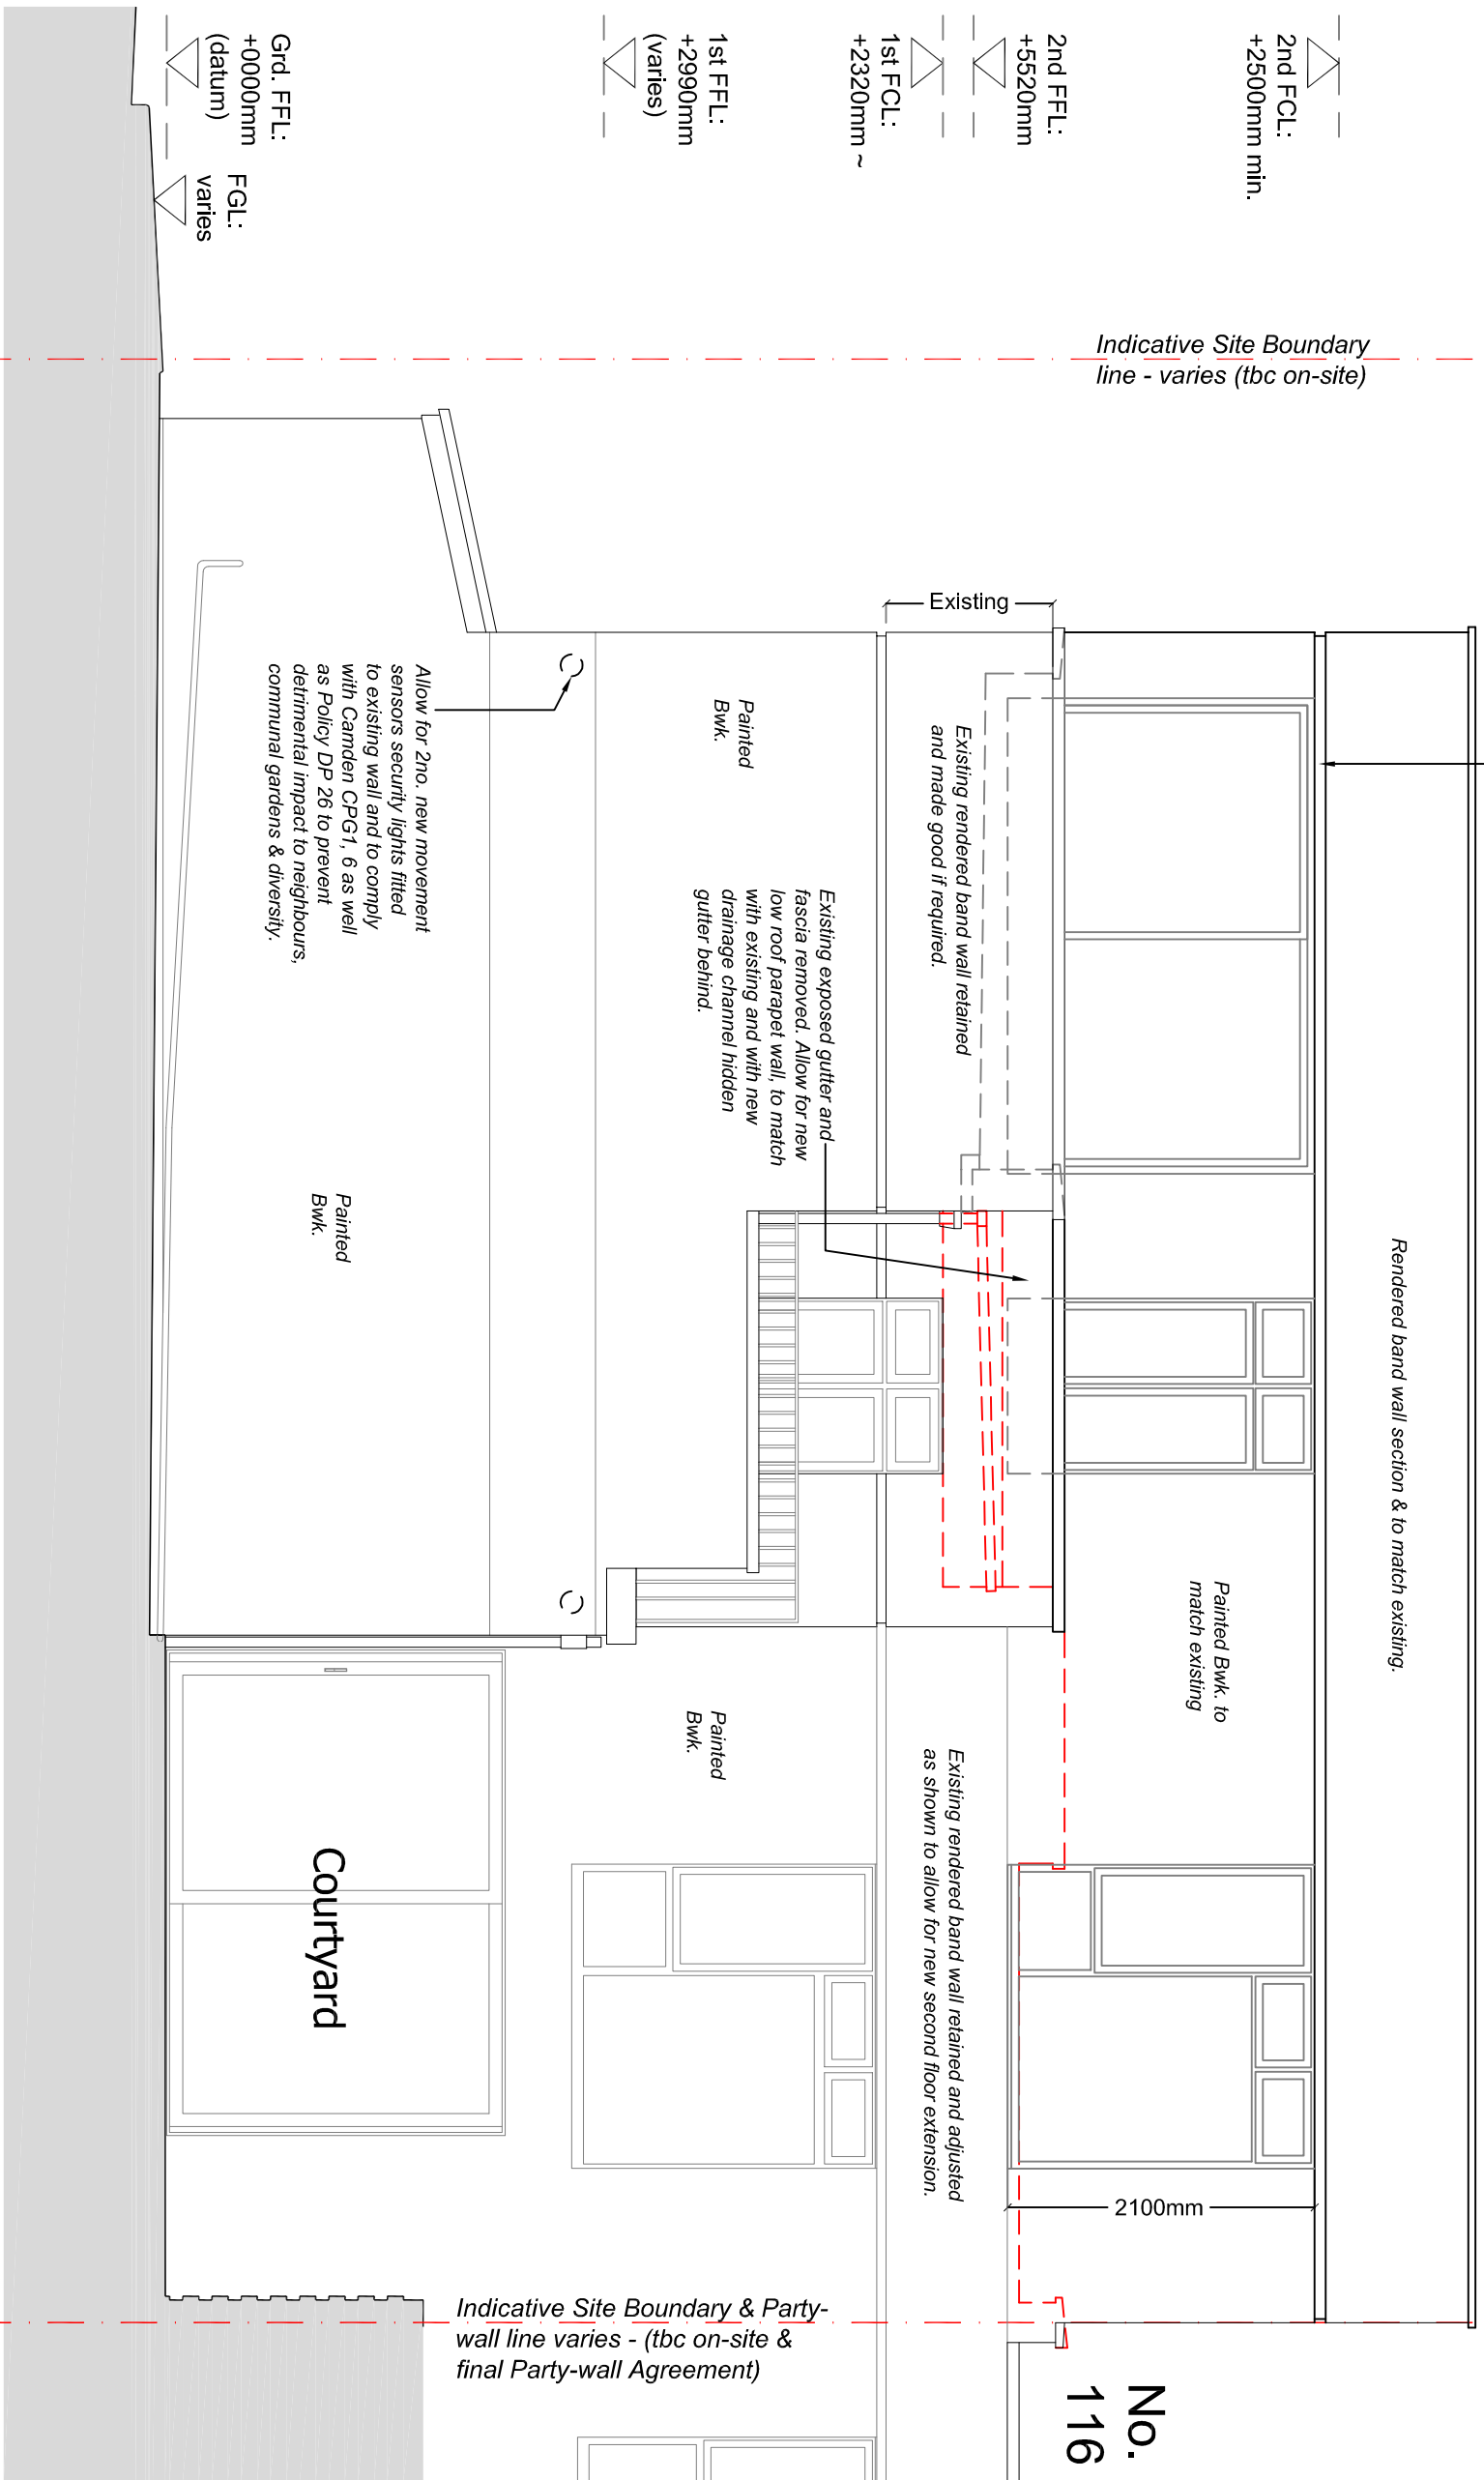 2nd FCL:
+2500mm min.
2nd FFL:
+5520mm
1st FCL:
+2320mm ~
1st FFL:
+2990mm
(varies)
Grd. FFL:
+0000mm
(datum)
FGL:
varies
Indicative Site Boundary
line - varies (tbc on-site)
Existing
Rendered band wall section & to match existing.
Existing rendered band wall retained
and made good if required.
Painted
Bwk.
Existing exposed gutter and
fascia removed. Allow for new
low roof parapet wall, to match
with existing and with new
drainage channel hidden
gutter behind.
Allow for 2no. new movement
sensors security lights fitted
to existing wall and to comply
with Camden CPG1, 6 as well
as Policy DP 26 to prevent
detrimental impact to neighbours,
communal gardens & diversity.
Painted
Bwk.
Painted Bwk. to
match existing
Existing rendered band wall retained and adjusted
as shown to allow for new second floor extension.
Painted
Bwk.
Courtyard
2100mm
Indicative Site Boundary & Party-
wall line varies - (tbc on-site &
final Party-wall Agreement)
No.
116